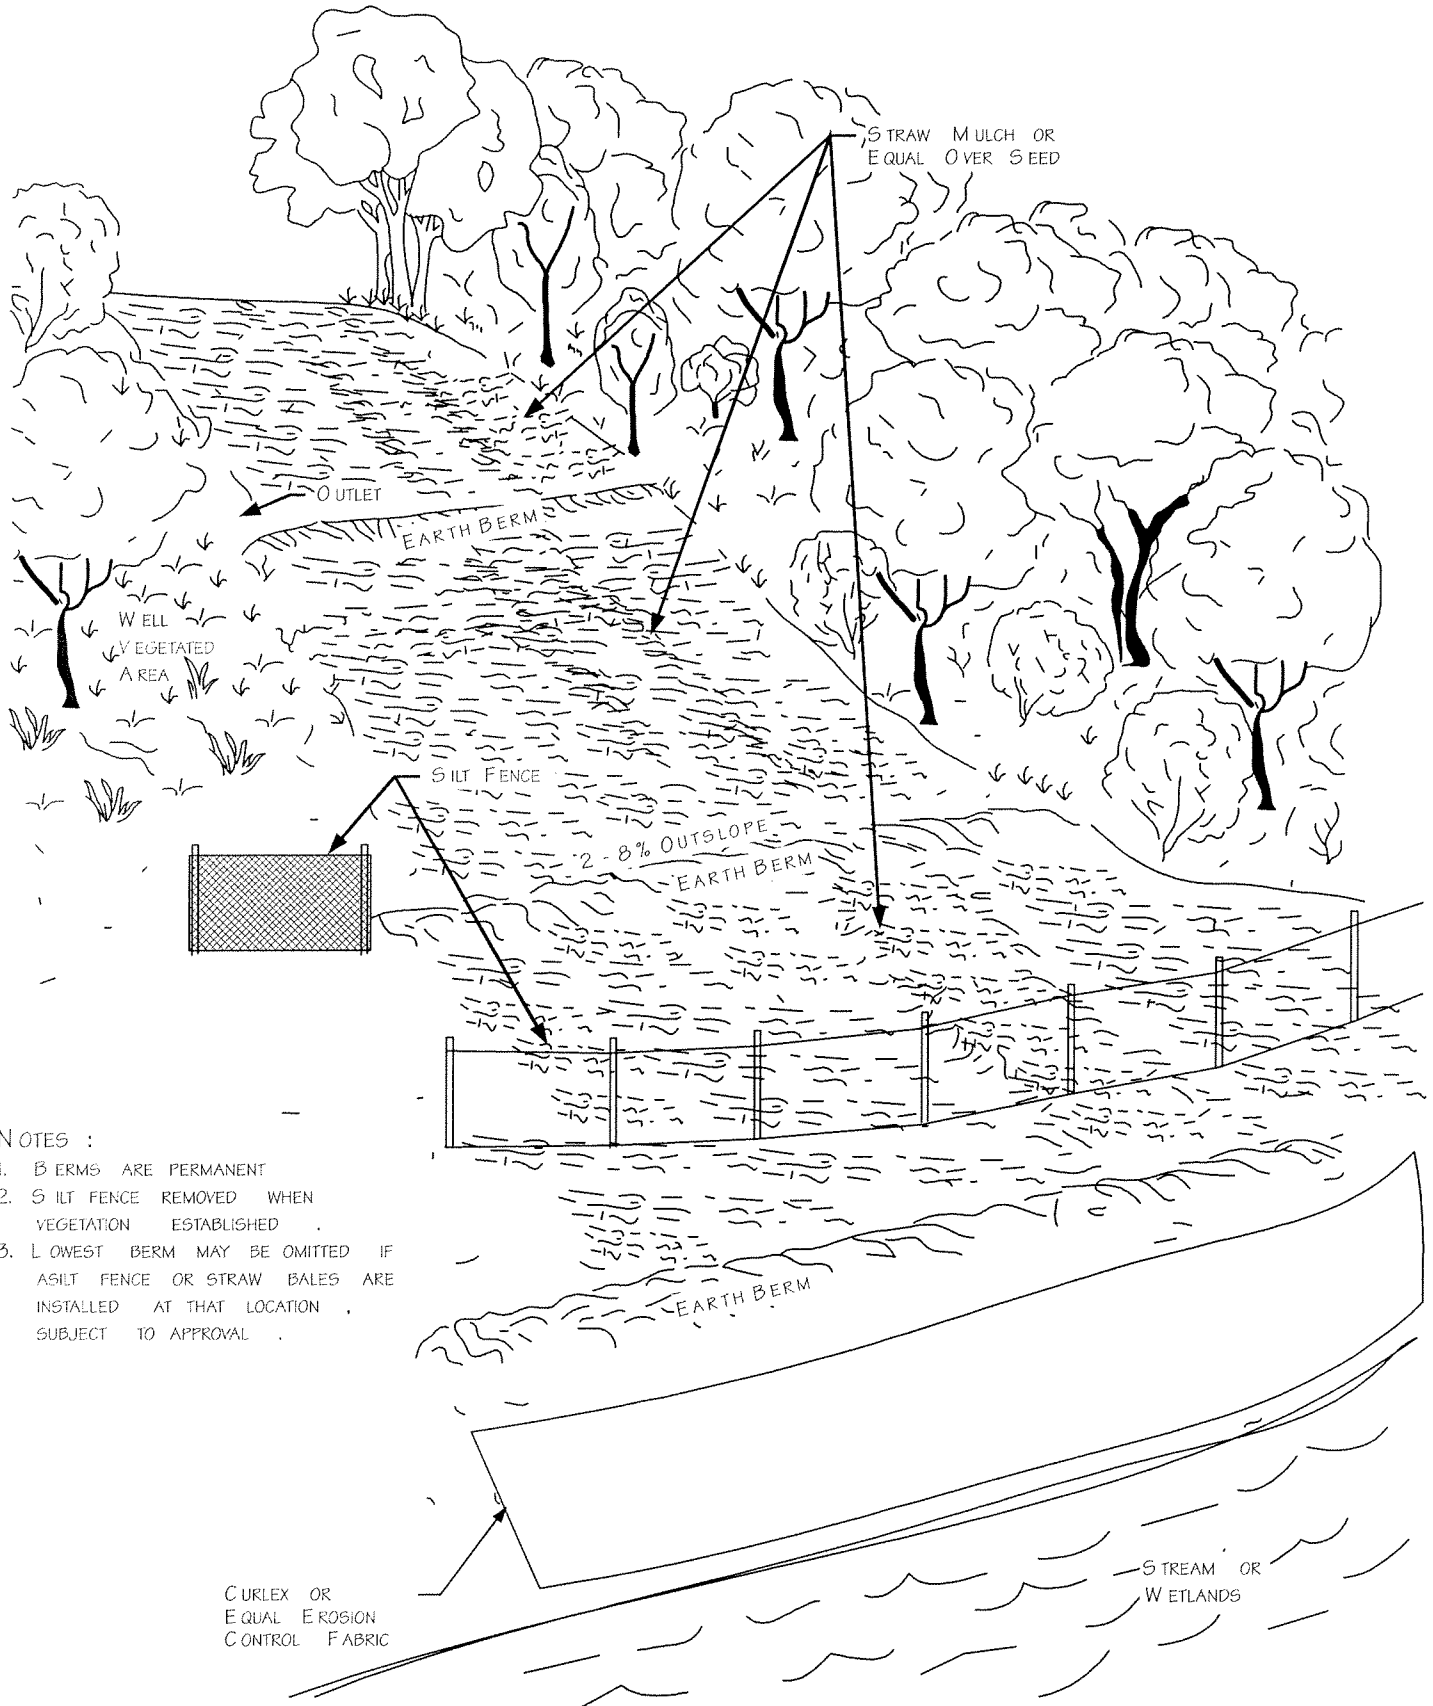 STRAW MULCH OR
EQUAL OVER SEED
OUTLET
EARTH BERM
WELL
VEGETATED
AREA
SILT FENCE
2 - 8% OUTSLOPE
EARTH BERM
NOTES :
1. BERMS ARE PERMANENT
2. SILT FENCE REMOVED WHEN
VEGETATION ESTABLISHED .
3. LOWEST BERM MAY BE OMITTED IF
ASILT FENCE OR STRAW BALES ARE
INSTALLED AT THAT LOCATION ,
SUBJECT TO APPROVAL .
EARTH BERM
STREAM OR
WETLANDS
CURLEX OR
EQUAL EROSION
CONTROL FABRIC